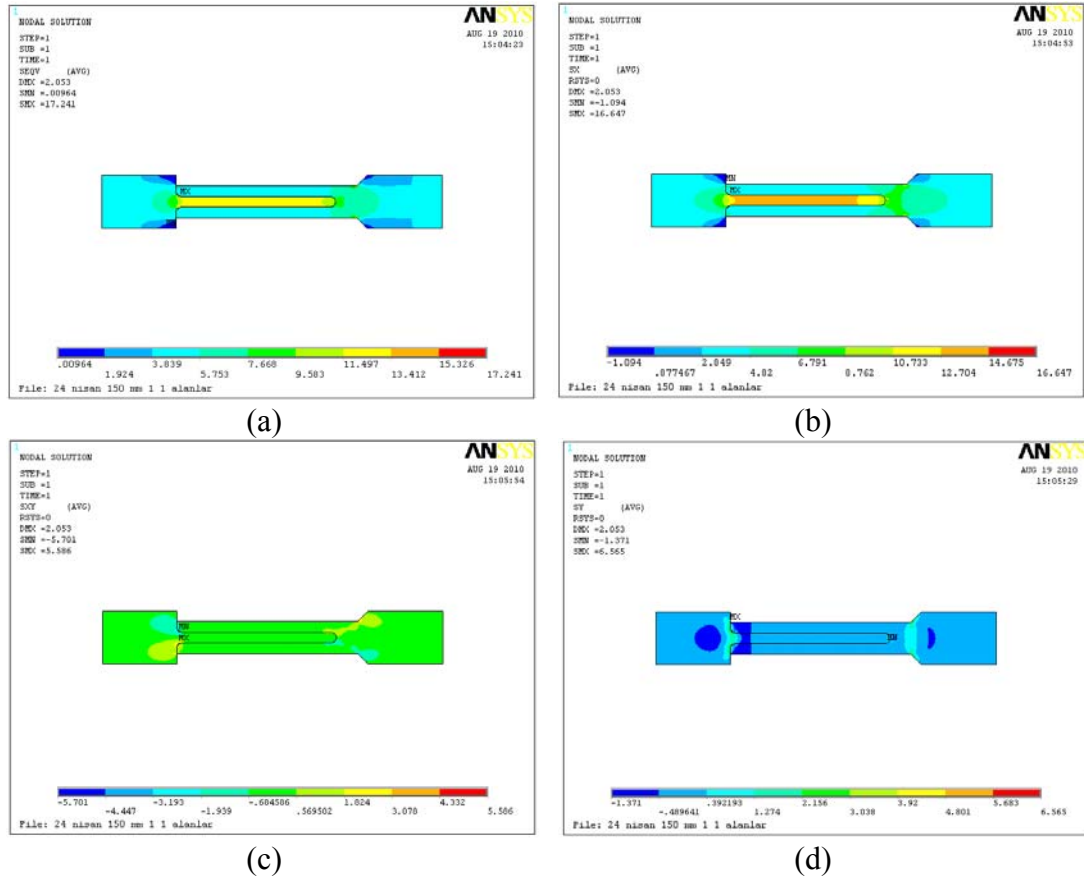 1
NODAL SOLUTION
STEP=1
SUB =1
TIME=1
SEQV (AVG)
DMX =2.053
SMN =.00964
SMX =17.241
ANSYS
AUG 19 2010
15:04:23
MX
.00964 3.839 7.668 11.497 15.326
1.924 5.753 9.583 13.412 17.241
File: 24 nisan 150 mm 1 1 alanlar
(a)
1
NODAL SOLUTION
STEP=1
SUB =1
TIME=1
SX (AVG)
RSYS=0
DMX =2.053
SMN =-1.094
SMX =16.647
ANSYS
AUG 19 2010
15:04:53
MN
MX
-1.094 2.849 6.791 10.733 14.675
.877467 4.82 8.762 12.704 16.647
File: 24 nisan 150 mm 1 1 alanlar
(b)
1
NODAL SOLUTION
STEP=1
SUB =1
TIME=1
SXY (AVG)
RSYS=0
DMX =2.053
SMN =-5.701
SMX =5.586
ANSYS
AUG 19 2010
15:05:54
MN
MX
-5.701 -3.193 -.684586 1.824 4.332
-4.447 -1.939 .569502 3.078 5.586
File: 24 nisan 150 mm 1 1 alanlar
(c)
1
NODAL SOLUTION
STEP=1
SUB =1
TIME=1
SY (AVG)
RSYS=0
DMX =2.053
SMN =-1.371
SMX =6.565
ANSYS
AUG 19 2010
15:05:29
MX
MN
-1.371 .392193 2.156 3.92 5.683
-.489641 1.274 3.038 4.801 6.565
File: 24 nisan 150 mm 1 1 alanlar
(d)